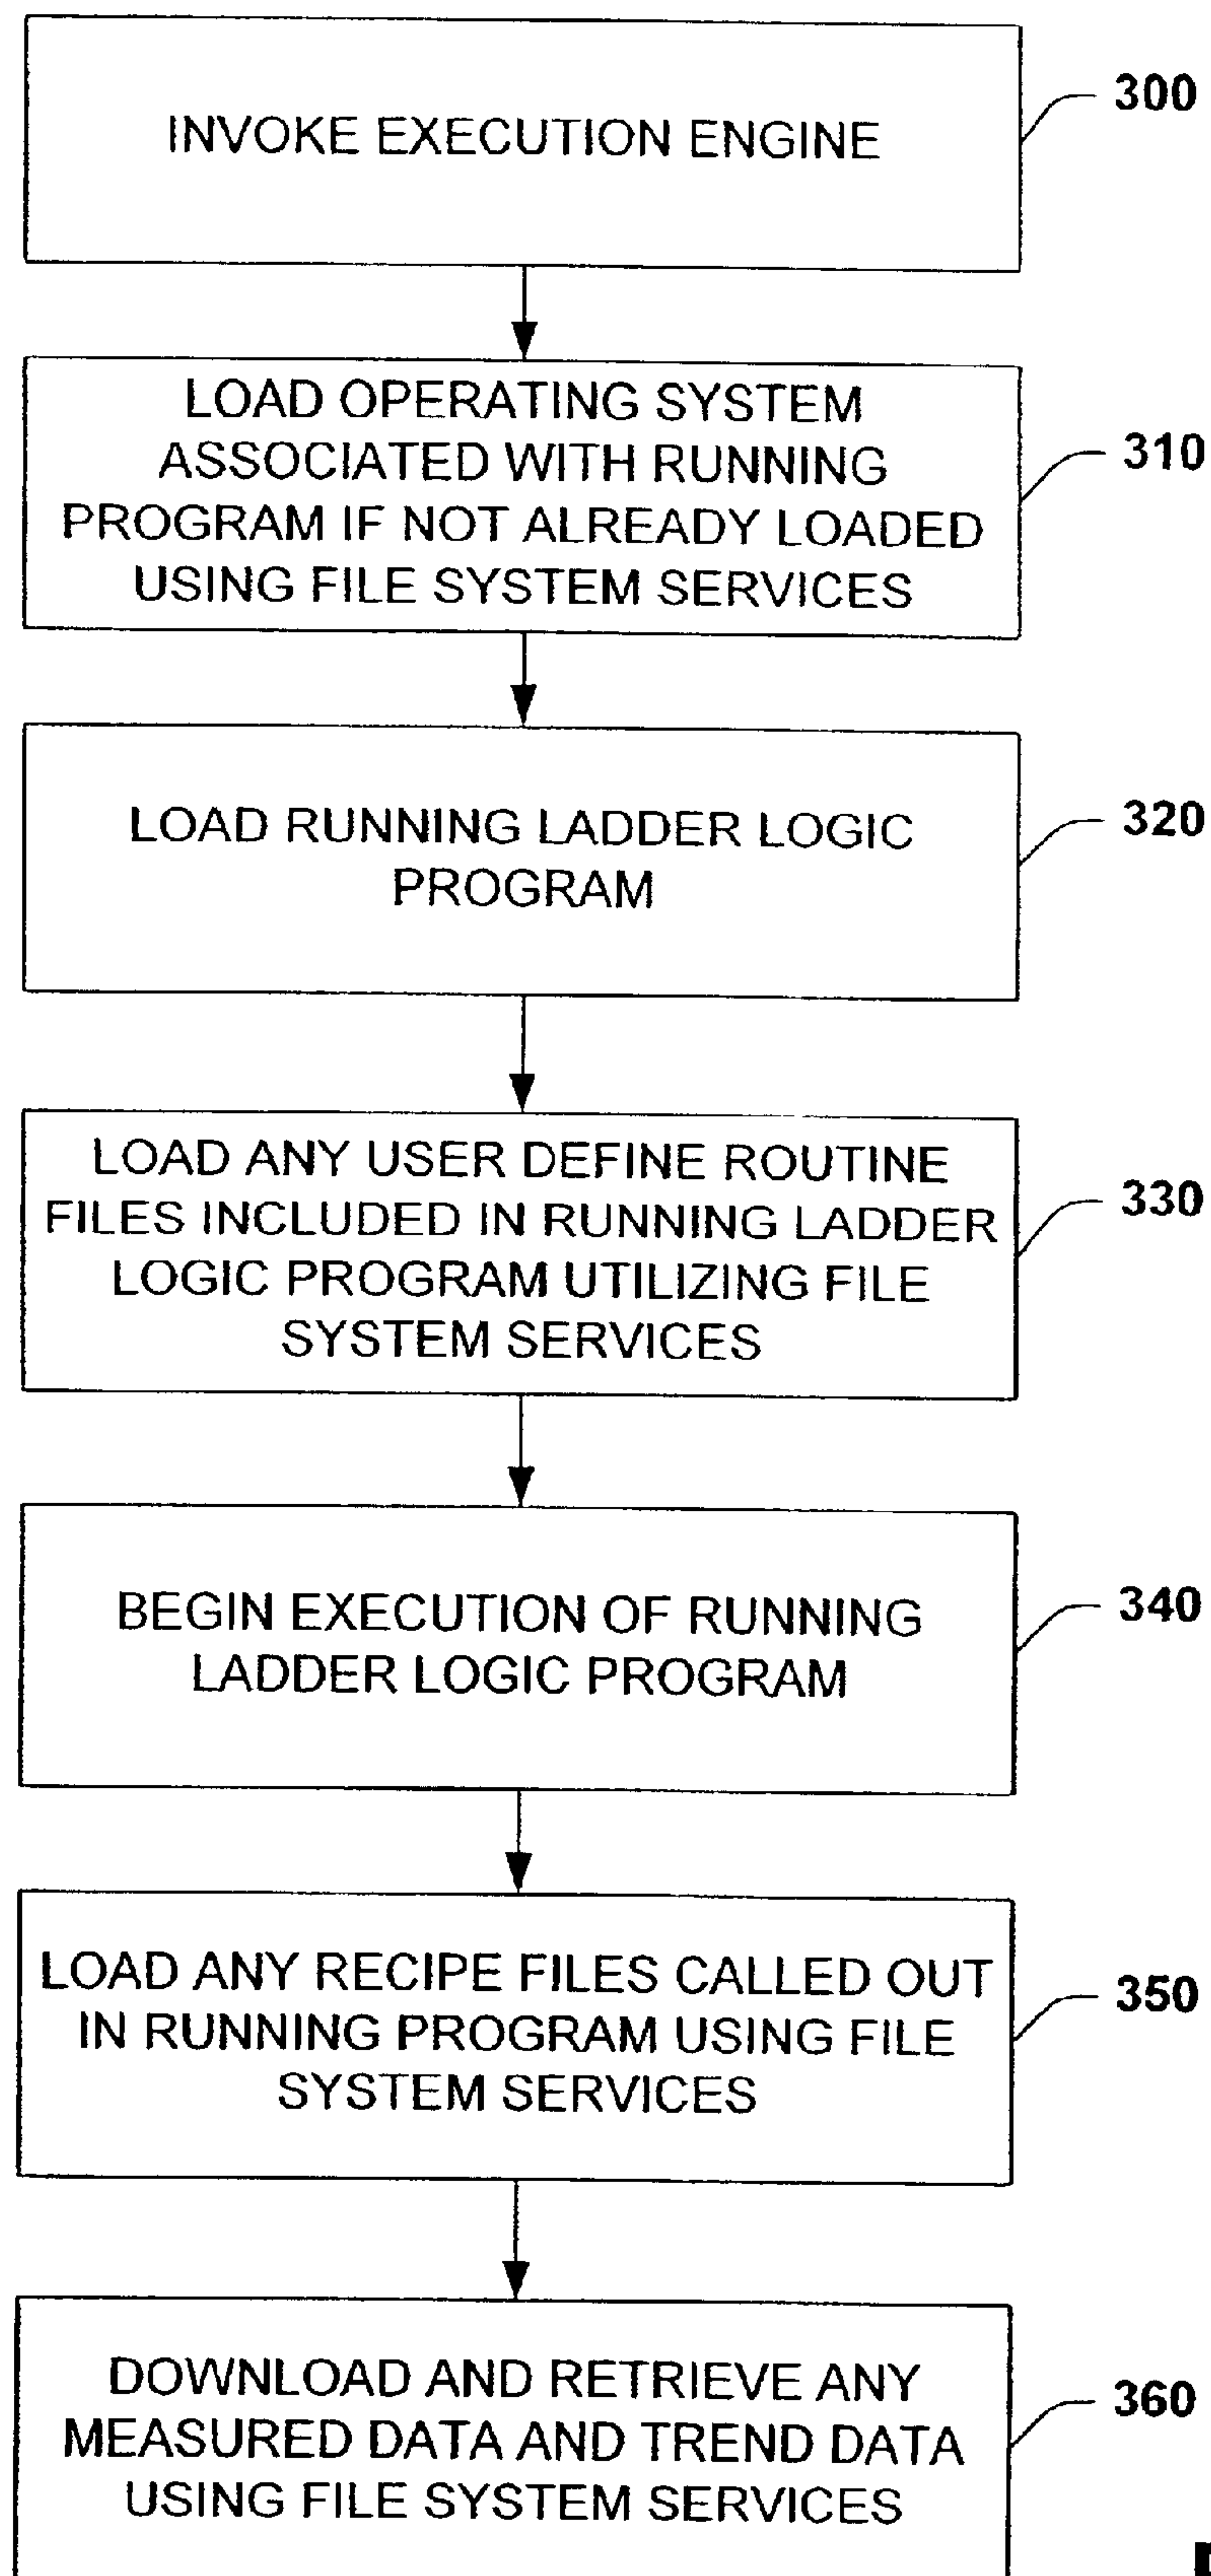 INVOKE EXECUTION ENGINE
300
LOAD OPERATING SYSTEM
ASSOCIATED WITH RUNNING
PROGRAM IF NOT ALREADY LOADED
USING FILE SYSTEM SERVICES
310
LOAD RUNNING LADDER LOGIC
PROGRAM
320
LOAD ANY USER DEFINE ROUTINE
FILES INCLUDED IN RUNNING LADDER
LOGIC PROGRAM UTILIZING FILE
SYSTEM SERVICES
330
BEGIN EXECUTION OF RUNNING
LADDER LOGIC PROGRAM
340
LOAD ANY RECIPE FILES CALLED OUT
IN RUNNING PROGRAM USING FILE
SYSTEM SERVICES
350
DOWNLOAD AND RETRIEVE ANY
MEASURED DATA AND TREND DATA
USING FILE SYSTEM SERVICES
360